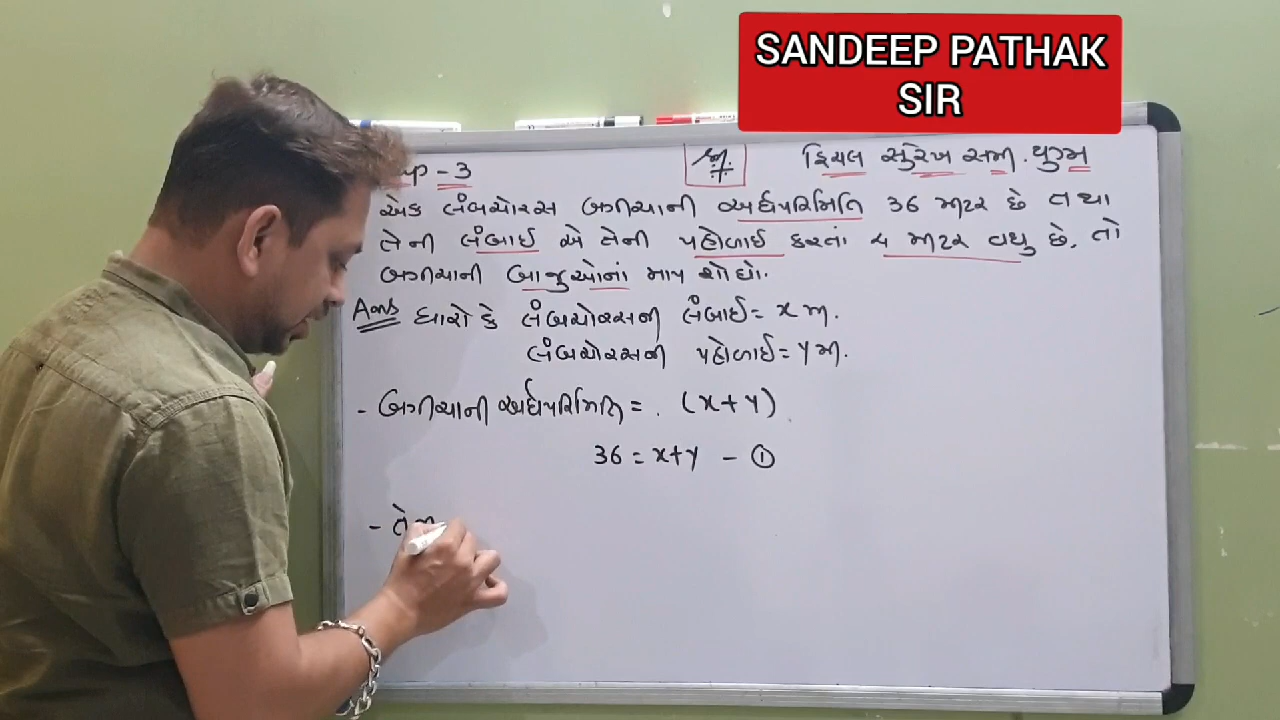 SANDEEP PATHAK
SIR
- 3
દ્વિચલ સુરેખ સમી. યુગ્મ
એક લંબચોરસ બગીચાની અર્ધપરિમિતિ 36 મીટર છે તથા
તેની લંબાઈ એ તેની પહોળાઈ કરતાં 4 મીટર વધુ છે. તો
બગીચાની બાજુઓનાં માપ શોધો.
Ans ધારો કે લંબચોરસની લંબાઈ = x મી.
લંબચોરસની પહોળાઈ = y મી.
- બગીચાની અર્ધપરિમિતિ = . (x + y)
36 = x+y - ①
- તેમ